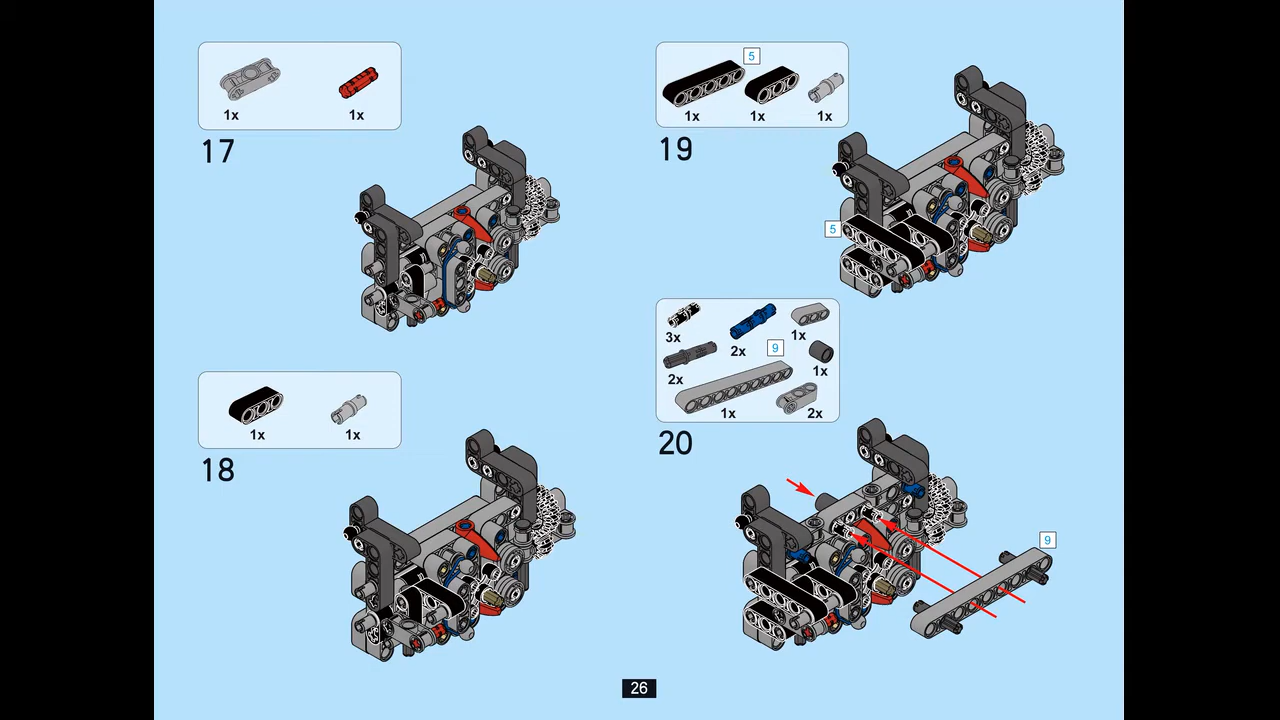 1x 1x
17
1x 1x
18
5
1x 1x 1x
19
5
3x 2x 1x
9 1x
2x 1x 2x
20
9
26